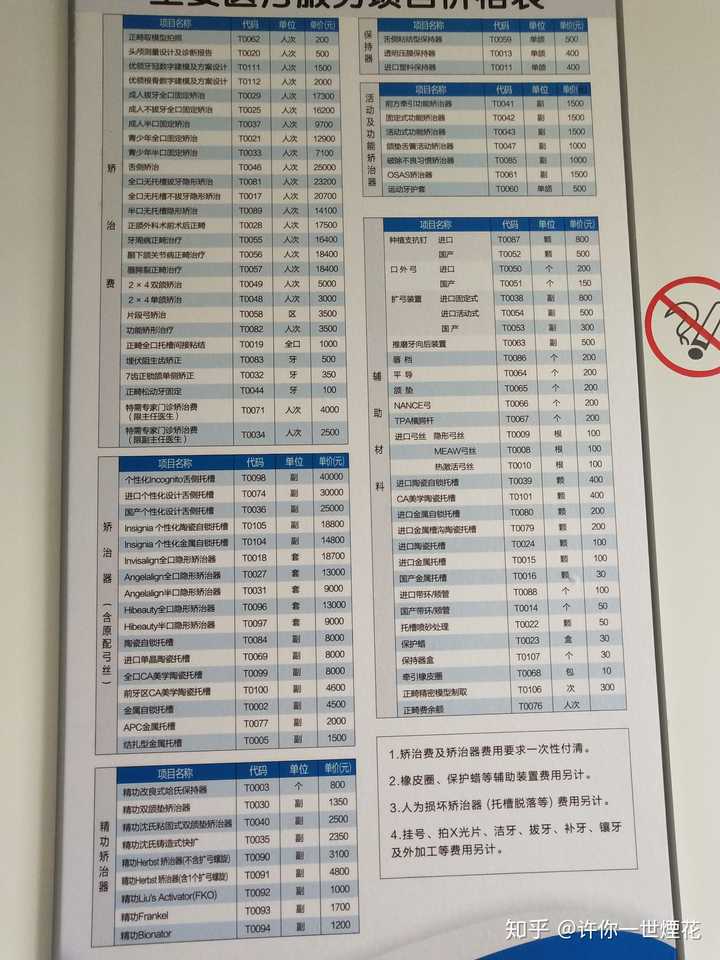 主要医疗服务项目价格表
矫治费
项目名称 代码 单位 单价(元)
正畸取模型拍照 T0062 人次 200
头颅测量设计及诊断报告 T0020 人次 500
优领牙冠数字建模及方案设计 T0111 人次 1500
优领根骨数字建模及方案设计 T0112 人次 2000
成人拔牙全口固定矫治 T0029 人次 17300
成人不拔牙全口固定矫治 T0025 人次 16200
成人半口固定矫治 T0037 人次 9700
青少年全口固定矫治 T0021 人次 12900
青少年半口固定矫治 T0033 人次 7100
舌侧矫治 T0046 人次 25000
全口无托槽拔牙隐形矫治 T0081 人次 23200
全口无托槽不拔牙隐形矫治 T0017 人次 20700
半口无托槽隐形矫治 T0089 人次 14100
正颌外科术前术后正畸 T0028 人次 17500
牙周病正畸治疗 T0055 人次 16400
颞下颌关节病正畸治疗 T0056 人次 18400
唇腭裂正畸治疗 T0057 人次 18400
2×4双颌矫治 T0049 人次 5000
2×4单颌矫治 T0048 人次 3000
片段弓矫治 T0058 区 3500
功能矫形治疗 T0082 人次 3500
正畸全口托槽间接粘结 T0019 全口 1000
埋伏阻生齿矫正 T0083 牙 500
7齿正锁颌单侧矫正 T0032 牙 350
正畸松动牙固定 T0044 牙 100
特需专家门诊矫治费
(限主任医生) T0071 人次 4000
特需专家门诊矫治费
(限副主任医生) T0034 人次 2500
矫治器(含原配弓丝)
项目名称 代码 单位 单价(元)
个性化Incognito舌侧托槽 T0098 副 40000
进口个性化设计舌侧托槽 T0074 副 30000
国产个性化设计舌侧托槽 T0036 副 25000
Insignia 个性化陶瓷自锁托槽 T0105 副 18800
Insignia 个性化金属自锁托槽 T0104 副 14800
Invisalign全口隐形矫治器 T0018 套 18700
Angelalign全口隐形矫治器 T0027 套 13000
Angelalign半口隐形矫治器 T0031 套 9000
Hibeauty全口隐形矫治器 T0096 套 13000
Hibeauty半口隐形矫治器 T0097 套 9000
陶瓷自锁托槽 T0084 副 8000
进口单晶陶瓷托槽 T0069 副 8000
全口CA美学陶瓷托槽 T0099 副 8000
前牙区CA美学陶瓷托槽 T0100 副 4600
金属自锁托槽 T0002 副 4500
APC金属托槽 T0077 副 2000
结扎型金属托槽 T0005 副 1500
精功矫治器
项目名称 代码 单位 单价(元)
精功改良式哈氏保持器 T0003 个 800
精功双颌垫矫治器 T0030 副 1350
精功沈氏粘固式双颌垫矫治器 T0040 副 2500
精功沈氏铸造式快扩 T0035 副 2350
精功Herbst 矫治器(不含扩弓螺旋) T0090 副 3100
精功Herbst 矫治器(含1个扩弓螺旋) T0091 副 4800
精功Liu's Activator(FKO) T0092 副 1000
精功Frankel T0093 副 1700
精功Bionator T0094 副 1200
保持器
项目名称 代码 单位 单价(元)
舌侧粘结型保持器 T0059 单颌 500
透明压膜保持器 T0013 单颌 400
进口塑料保持器 T0011 单颌 400
活动及功能矫治器
项目名称 代码 单位 单价
前方牵引功能矫治器 T0041 副 1500
固定式功能矫治器 T0042 副 1500
活动式功能矫治器 T0043 副 1500
颌垫舌簧活动矫治器 T0047 副 1000
破除不良习惯矫治器 T0085 副 1000
OSAS矫治器 T0061 副 1500
运动牙护套 T0060 单颌 500
辅助材料
项目名称 代码 单位 单价(元)
种植支抗钉 进口 T0087 颗 800
国产 T0052 颗 500
口外弓 进口 T0050 个 200
国产 T0051 个 150
扩弓装置 进口固定式 T0038 副 800
进口活动式 T0054 副 500
国产 T0053 副 300
推磨牙向后装置 T0063 副 500
唇档 T0086 个 200
平导 T0064 个 200
颌垫 T0065 个 200
NANCE弓 T0066 个 200
TPA横腭杆 T0067 个 200
进口弓丝 隐形弓丝 T0009 根 100
MEAW弓丝 T0008 根 100
热激活弓丝 T0010 根 100
进口陶瓷自锁托槽 T0039 颗 400
CA美学陶瓷托槽 T0101 颗 400
进口金属自锁托槽 T0080 颗 200
进口金属槽沟陶瓷托槽 T0079 颗 200
进口陶瓷托槽 T0024 颗 100
进口金属托槽 T0015 颗 100
国产金属托槽 T0016 颗 30
进口带环/颊管 T0088 个 100
国产带环/颊管 T0014 个 50
托槽喷砂处理 T0022 颗 50
保护蜡 T0023 盒 30
保持器盒 T0107 个 30
牵引橡皮圈 T0068 包 10
正畸精密模型制取 T0106 次 300
正畸费余额 T0076 人次
1.矫治费及矫治器费用要求一次性付清。
2.橡皮圈、保护蜡等辅助装置费用另计。
3.人为损坏矫治器(托槽脱落等)费用另计。
4.挂号、拍X光片、洁牙、拔牙、补牙、镶牙
及外加工等费用另计。
知乎 @许你一世煙花